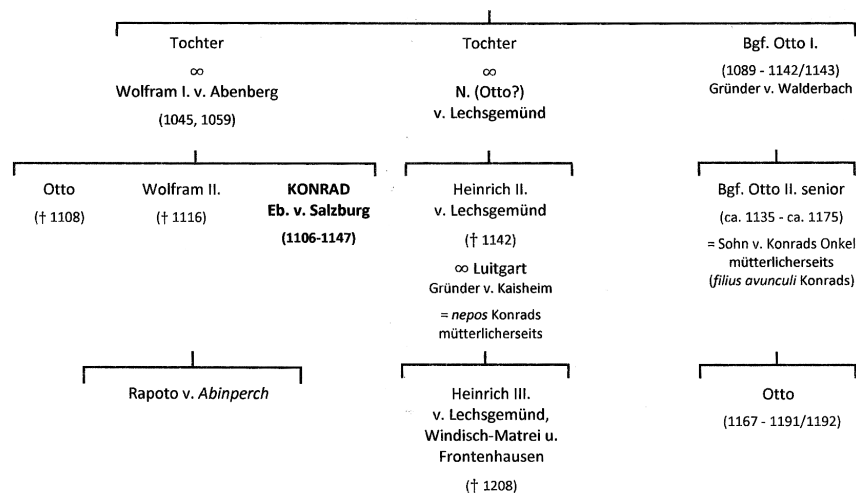 Tochter
∞
Wolfram I. v. Abenberg
(1045, 1059)
Tochter
∞
N. (Otto?)
v. Lechsgemünd
Bgf. Otto I.
(1089 - 1142/1143)
Gründer v. Walderbach
Otto
(† 1108)
Wolfram II.
(† 1116)
KONRAD
Eb. v. Salzburg
(1106-1147)
Heinrich II.
v. Lechsgemünd
(† 1142)
∞ Luitgart
Gründer v. Kaisheim
= nepos Konrads
mütterlicherseits
Bgf. Otto II. senior
(ca. 1135 - ca. 1175)
= Sohn v. Konrads Onkel
mütterlicherseits
(filius avunculi Konrads)
Rapoto v. Abinperch
Heinrich III.
v. Lechsgemünd,
Windisch-Matrei u.
Frontenhausen
(† 1208)
Otto
(1167 - 1191/1192)